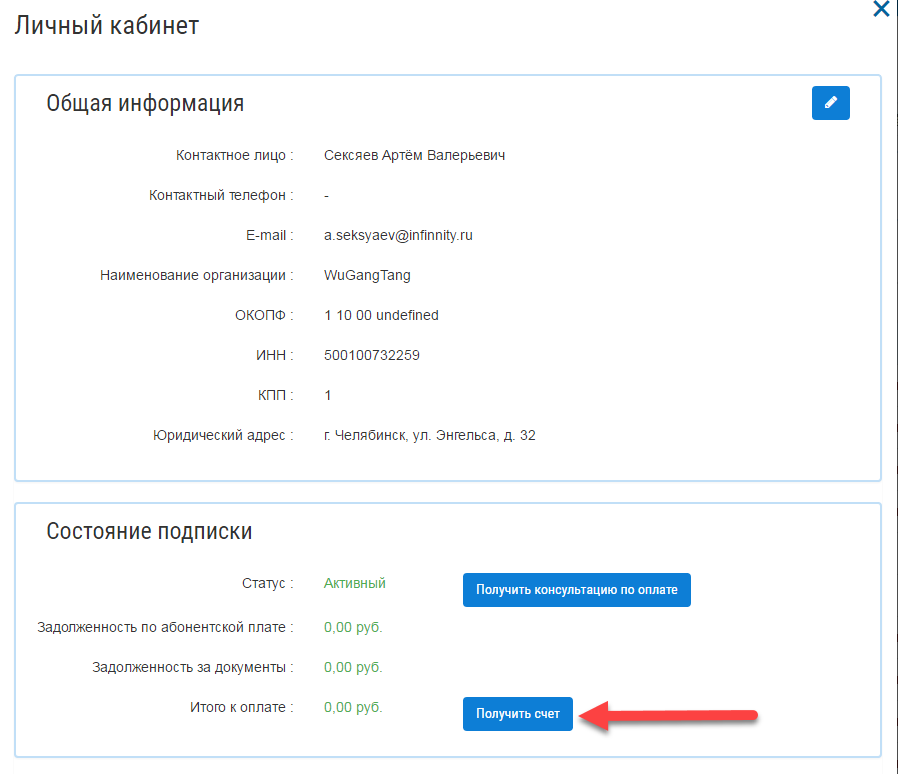 Личный кабинет
Общая информация
Контактное лицо : Сексяев Артём Валерьевич
Контактный телефон : -
E-mail : a.seksyaev@infinnity.ru
Наименование организации : WuGangTang
ОКОПФ : 1 10 00 undefined
ИНН : 500100732259
КПП : 1
Юридический адрес : г. Челябинск, ул. Энгельса, д. 32
Состояние подписки
Статус : Активный Получить консультацию по оплате
Задолженность по абонентской плате : 0,00 руб.
Задолженность за документы : 0,00 руб.
Итого к оплате : 0,00 руб. Получить счет